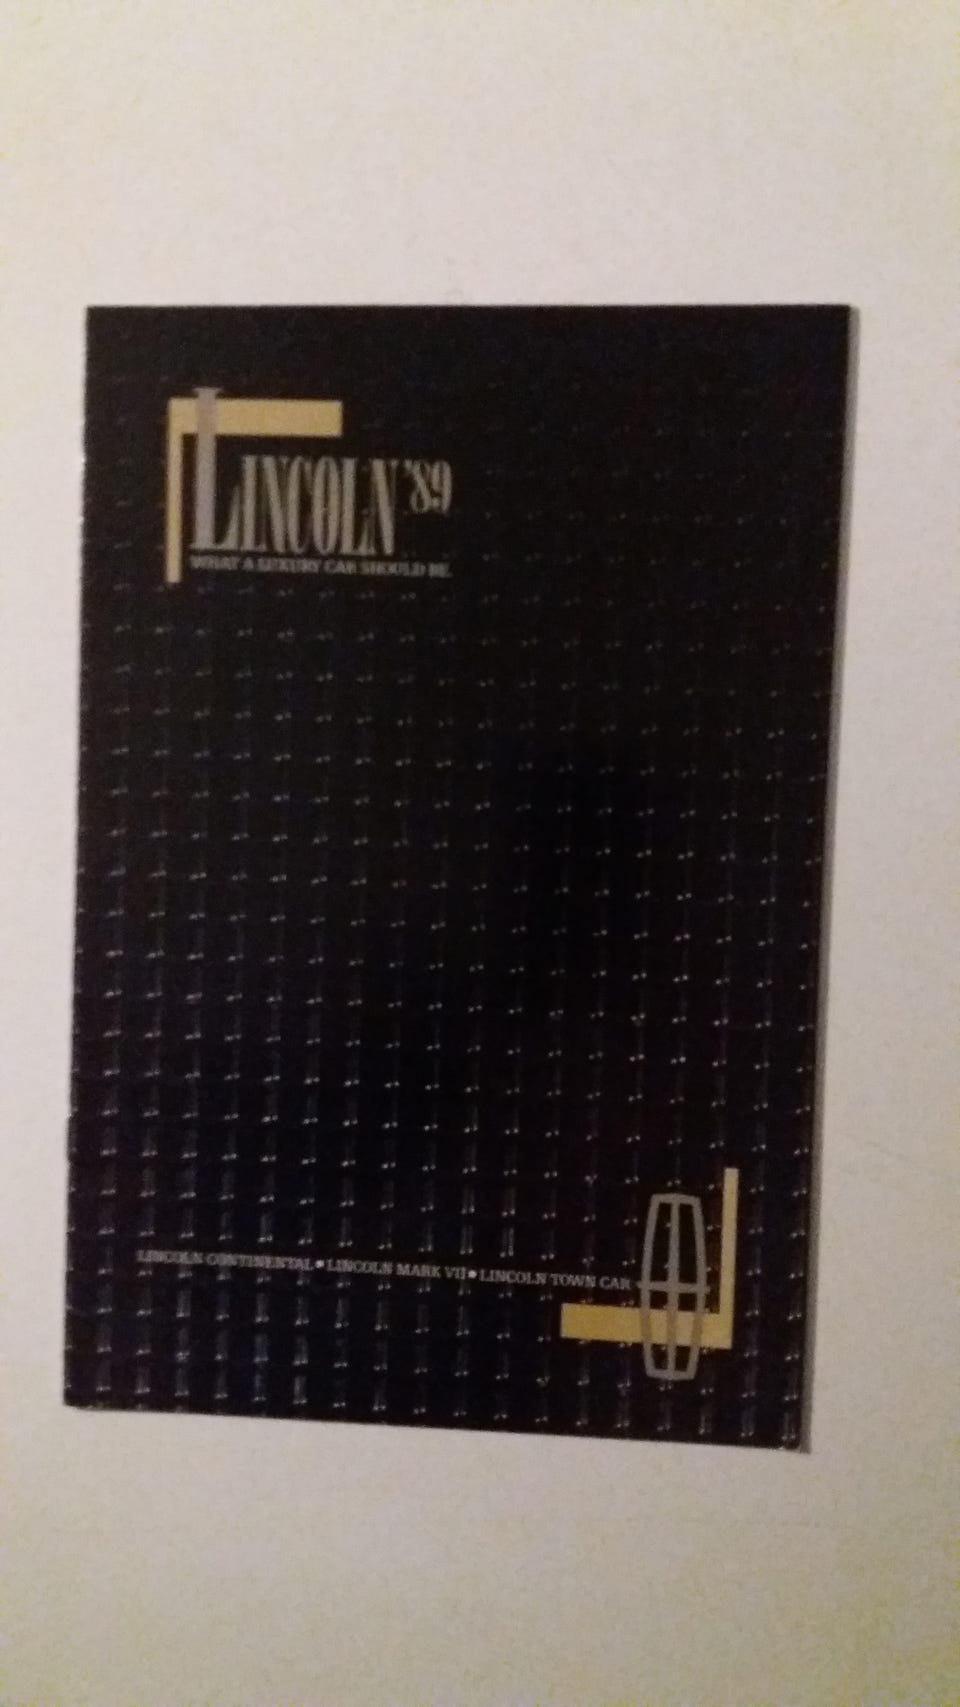 LINCOLN '89
WHAT A LUXURY CAR SHOULD BE.
LINCOLN CONTINENTAL • LINCOLN MARK VII • LINCOLN TOWN CAR